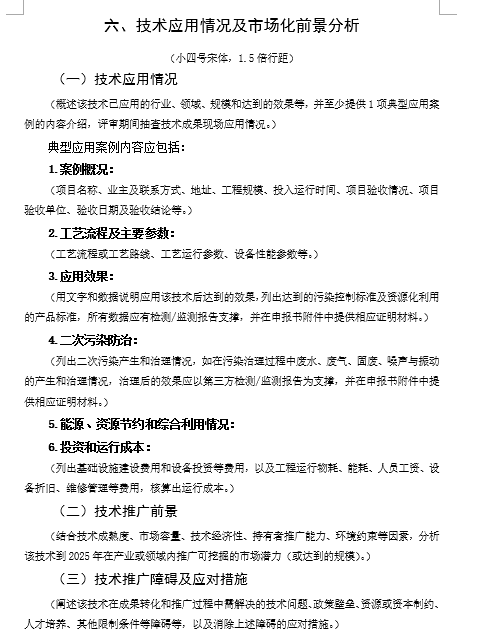 六、技术应用情况及市场化前景分析
（小四号宋体，1.5倍行距）
（一）技术应用情况
（概述该技术已应用的行业、领域、规模和达到的效果等，并至少提供1项典型应用案
例的内容介绍，评审期间抽查技术成果现场应用情况。）
典型应用案例内容应包括：
1.案例概况：
（项目名称、业主及联系方式、地址、工程规模、投入运行时间、项目验收情况、项目
验收单位、验收日期及验收结论等。）
2.工艺流程及主要参数：
（工艺流程或工艺路线、工艺运行参数、设备性能参数等。）
3.应用效果：
（用文字和数据说明应用该技术后达到的效果，列出达到的污染控制标准及资源化利用
的产品标准，所有数据应有检测/监测报告支撑，并在申报书附件中提供相应证明材料。）
4.二次污染防治：
（列出二次污染产生和治理情况，如在污染治理过程中废水、废气、固废、噪声与振动
的产生和治理情况，治理后的效果应以第三方检测/监测报告为支撑，并在申报书附件中提
供相应证明材料。）
5.能源、资源节约和综合利用情况：
6.投资和运行成本：
（列出基础设施建设费用和设备投资等费用，以及工程运行物耗、能耗、人员工资、设
备折旧、维修管理等费用，核算出运行成本。）
（二）技术推广前景
（结合技术成熟度、市场容量、技术经济性、持有者推广能力、环境约束等因素，分析
该技术到2025年在产业或领域内推广可挖掘的市场潜力（或达到的规模）。）
（三）技术推广障碍及应对措施
（阐述该技术在成果转化和推广过程中需解决的技术问题、政策壁垒、资源或资本制约、
人才培养、其他限制条件等障碍等，以及消除上述障碍的应对措施。）